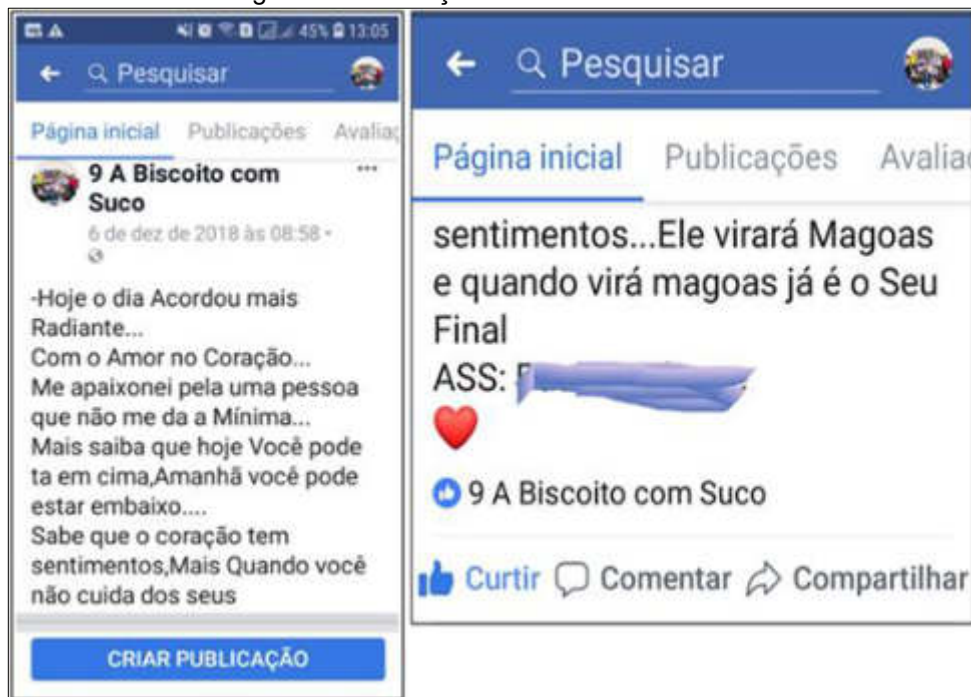 45% 13:05
Pesquisar
Página inicial Publicações
9 A Biscoito com
Suco
6 de dez de 2018 às 08:58
-Hoje o dia Acordou mais
Radiante...
Com o Amor no Coração...
Me apaixonei pela uma pessoa
que não me da a Mínima...
Mais saiba que hoje Você pode
ta em cima,Amanhã você pode
estar embaixo....
Sabe que o coração tem
sentimentos,Mais Quando você
não cuida dos seus
CRIAR PUBLICAÇÃO
Pesquisar
Página inicial Publicações
sentimentos...Ele virará Magoas
e quando virá magoas já é o Seu
Final
ASS:
9 A Biscoito com Suco
Curtir Comentar Compartilhar